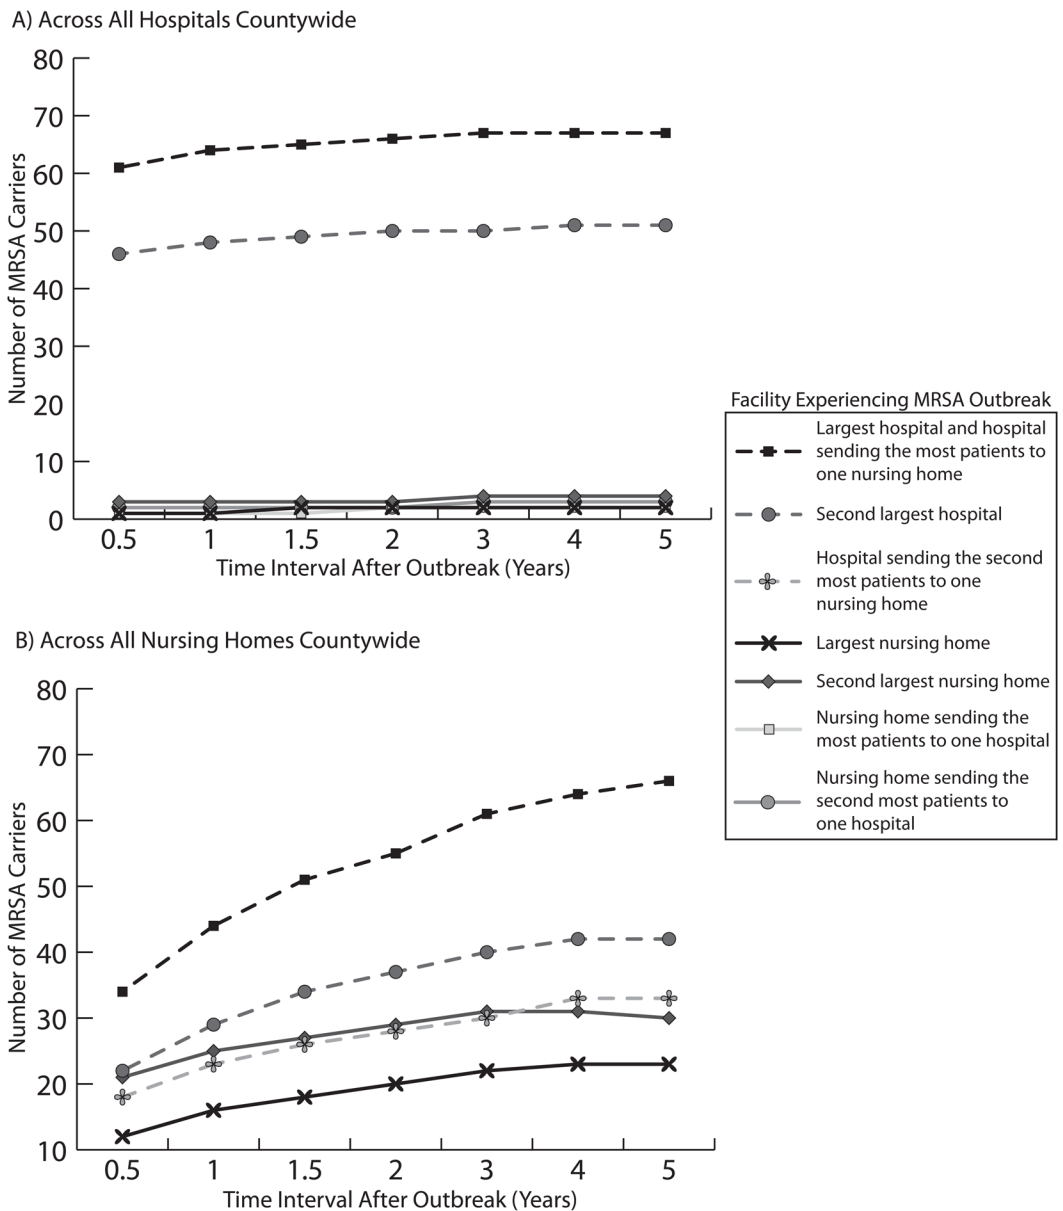 A) Across All Hospitals Countywide
80
70
60
50
40
30
20
10
0
Number of MRSA Carriers
0.5 1 1.5 2 3 4 5
Time Interval After Outbreak (Years)
Facility Experiencing MRSA Outbreak
Largest hospital and hospital
sending the most patients to
one nursing home
Second largest hospital
Hospital sending the second
most patients to one
nursing home
Largest nursing home
Second largest nursing home
Nursing home sending the
most patients to one hospital
Nursing home sending the
second most patients to
one hospital
B) Across All Nursing Homes Countywide
80
70
60
50
40
30
20
10
Number of MRSA Carriers
0.5 1 1.5 2 3 4 5
Time Interval After Outbreak (Years)